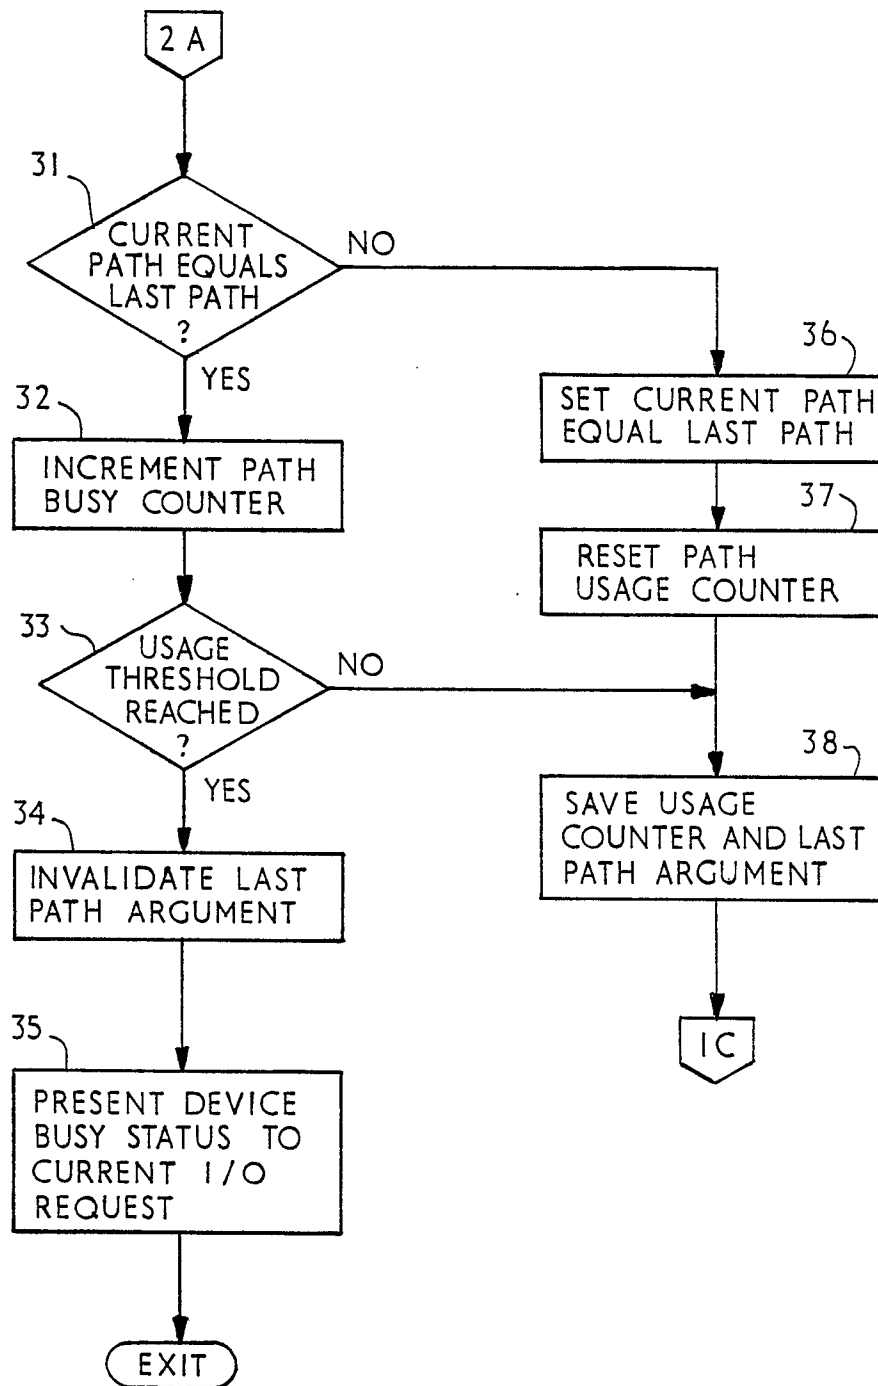 2 A
31
CURRENT
PATH EQUALS
LAST PATH
?
NO
YES
32
INCREMENT PATH
BUSY COUNTER
33
USAGE
THRESHOLD
REACHED
?
NO
YES
34
INVALIDATE LAST
PATH ARGUMENT
35
PRESENT DEVICE
BUSY STATUS TO
CURRENT I/O
REQUEST
EXIT
36
SET CURRENT PATH
EQUAL LAST PATH
37
RESET PATH
USAGE COUNTER
38
SAVE USAGE
COUNTER AND LAST
PATH ARGUMENT
1C